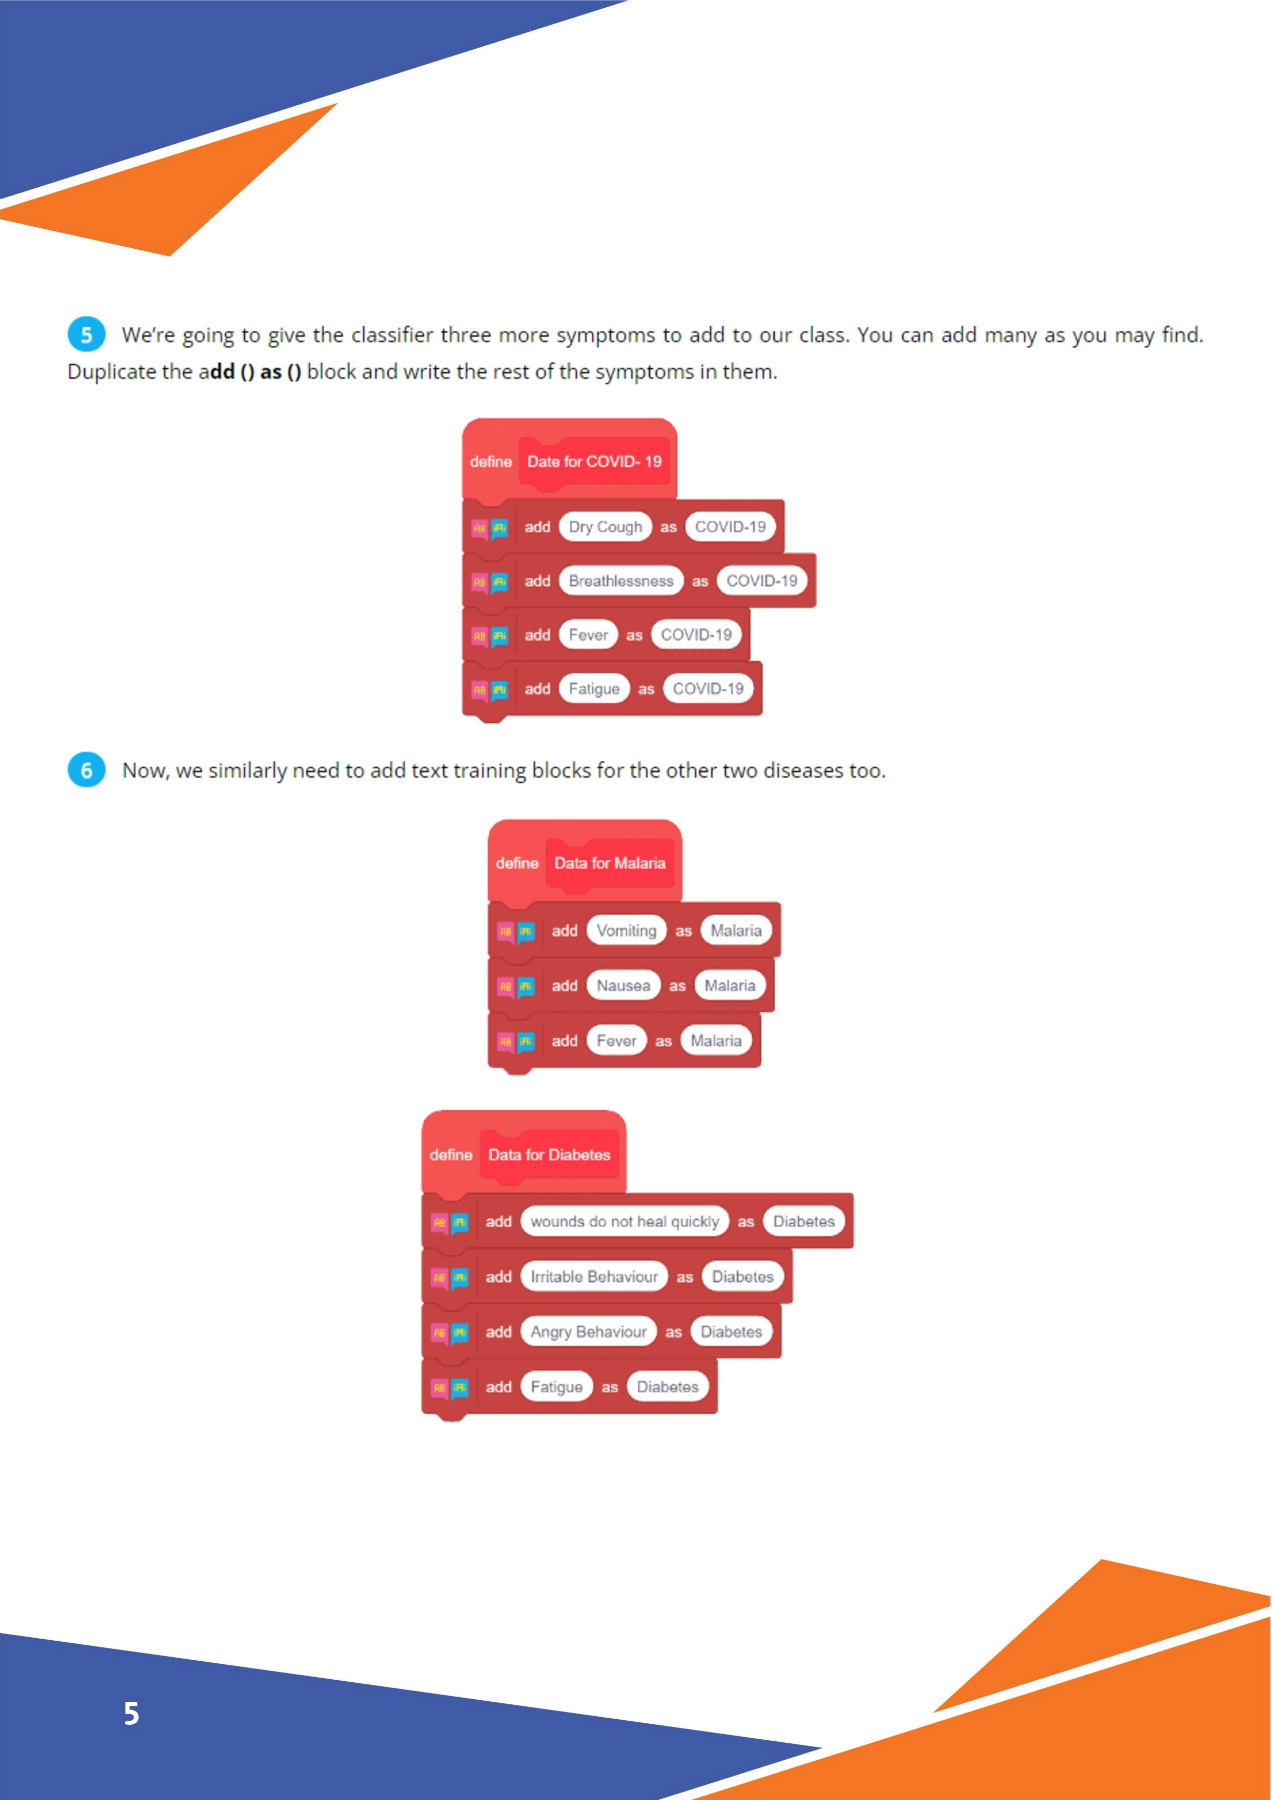 5 We’re going to give the classifier three more symptoms to add to our class. You can add many as you may find.
Duplicate the add () as () block and write the rest of the symptoms in them.
define Date for COVID- 19
add Dry Cough as COVID-19
add Breathlessness as COVID-19
add Fever as COVID-19
add Fatigue as COVID-19
6 Now, we similarly need to add text training blocks for the other two diseases too.
define Data for Malaria
add Vomiting as Malaria
add Nausea as Malaria
add Fever as Malaria
define Data for Diabetes
add wounds do not heal quickly as Diabetes
add Irritable Behaviour as Diabetes
add Angry Behaviour as Diabetes
add Fatigue as Diabetes
5